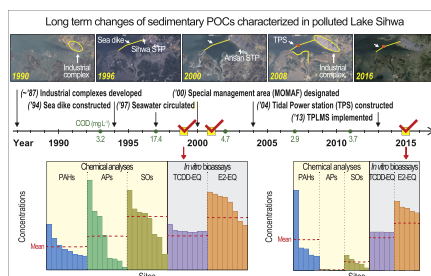 Long term changes of sedimentary POCs characterized in polluted Lake Sihwa
1990
Industrial complex
Sea dike
Sihwa STP
1996
2000
Ansan STP
TPS
2008
Industrial complex
2016
(~'87) Industrial complexes developed
('00) Special management area (MOMAF) designated
('94) Sea dike constructed
('97) Seawater circulated
('04) Tidal Power station (TPS) constructed
('13) TPLMS implemented
COD (mg L-1)
3.2
17.4
4.7
2.9
3.7
Year
1990
1995
2000
2005
2010
2015
Chemical analyses
In vitro bioassays
PAHs
APs
SOs
TCDD-EQ
E2-EQ
Concentrations
Mean
Sites
Chemical analyses
In vitro bioassays
PAHs
APs
SOs
TCDD-EQ
E2-EQ
Concentrations
Mean
Sites